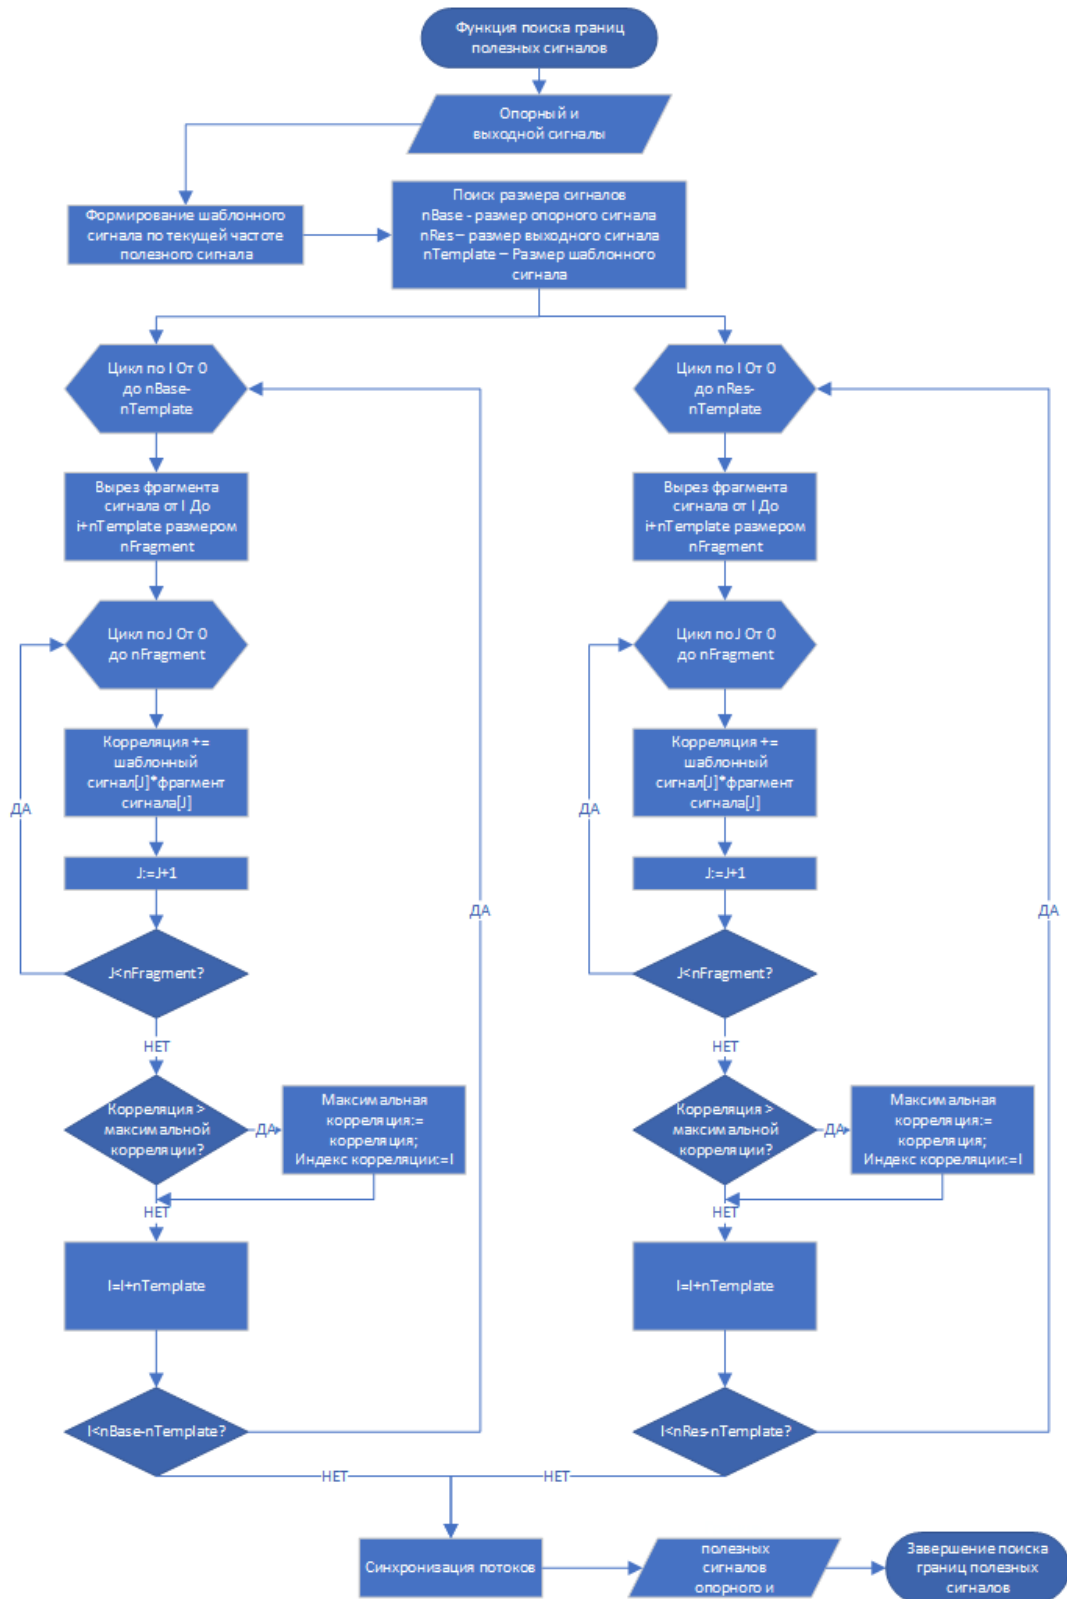 Функция поиска границ
полезных сигналов
Опорный и
выходной сигналы
Формирование шаблонного
сигнала по текущей частоте
полезного сигнала
Поиск размера сигналов
nBase - размер опорного сигнала
nRes – размер выходного сигнала
nTemplate – Размер шаблонного
сигнала
Цикл по I От 0
до nBase-
nTemplate
Вырез фрагмента
сигнала от I До
i+nTemplate размером
nFragment
Цикл по J От 0
до nFragment
Корреляция +=
шаблонный
сигнал[J]*фрагмент
сигнала[J]
ДА
J:=J+1
ДА
J<nFragment?
НЕТ
Корреляция >
максимальной
корреляции?
ДА
Максимальная
корреляция:=
корреляция;
Индекс корреляции:=I
НЕТ
I=I+nTemplate
I<nBase-nTemplate?
НЕТ
Цикл по I От 0
до nRes-
nTemplate
Вырез фрагмента
сигнала от I До
i+nTemplate размером
nFragment
Цикл по J От 0
до nFragment
Корреляция +=
шаблонный
сигнал[J]*фрагмент
сигнала[J]
ДА
J:=J+1
ДА
J<nFragment?
НЕТ
Корреляция >
максимальной
корреляции?
ДА
Максимальная
корреляция:=
корреляция;
Индекс корреляции:=I
НЕТ
I=I+nTemplate
I<nRes-nTemplate?
НЕТ
Синхронизация потоков
полезных
сигналов
опорного и
Завершение поиска
границ полезных
сигналов